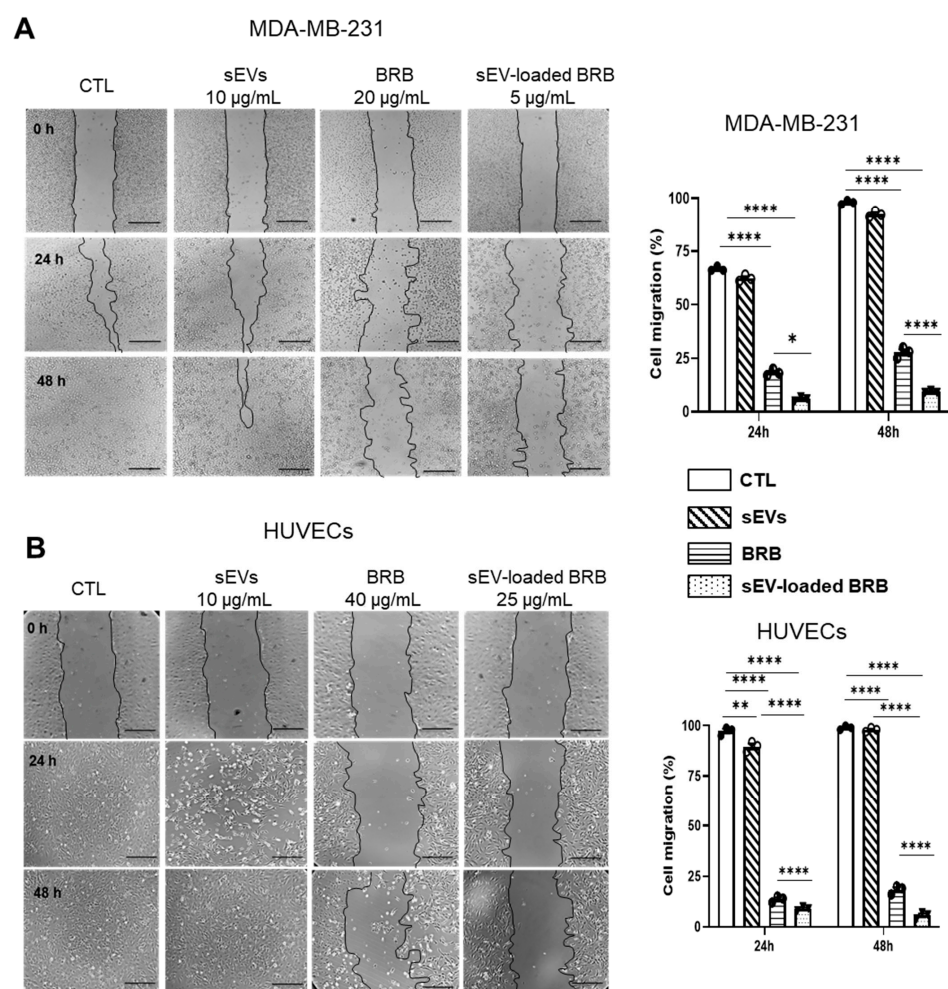 A
MDA-MB-231
CTL
sEVs
10 µg/mL
BRB
20 µg/mL
sEV-loaded BRB
5 µg/mL
0 h
24 h
48 h
MDA-MB-231
Cell migration (%)
100
75
50
25
0
**** 
****
*
****
****
****
24h
48h
CTL
sEVs
BRB
sEV-loaded BRB
B
HUVECs
CTL
sEVs
10 µg/mL
BRB
40 µg/mL
sEV-loaded BRB
25 µg/mL
0 h
24 h
48 h
HUVECs
Cell migration (%)
100
75
50
25
0
****
****
**
****
****
****
****
****
****
24h
48h